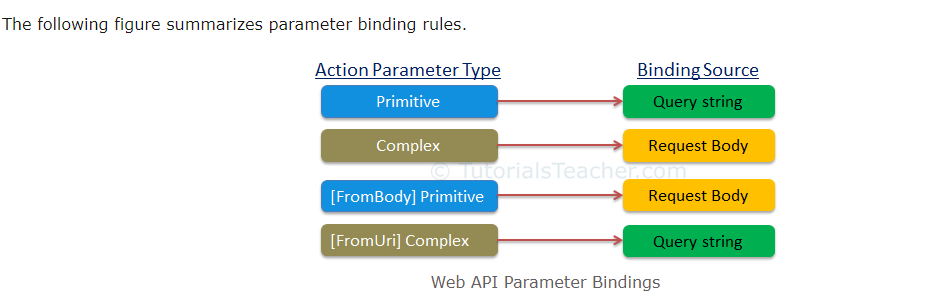 The following figure summarizes parameter binding rules.
Action Parameter Type Binding Source
Primitive Query string
Complex Request Body
© TutorialsTeacher.com
[FromBody] Primitive Request Body
[FromUri] Complex Query string
Web API Parameter Bindings